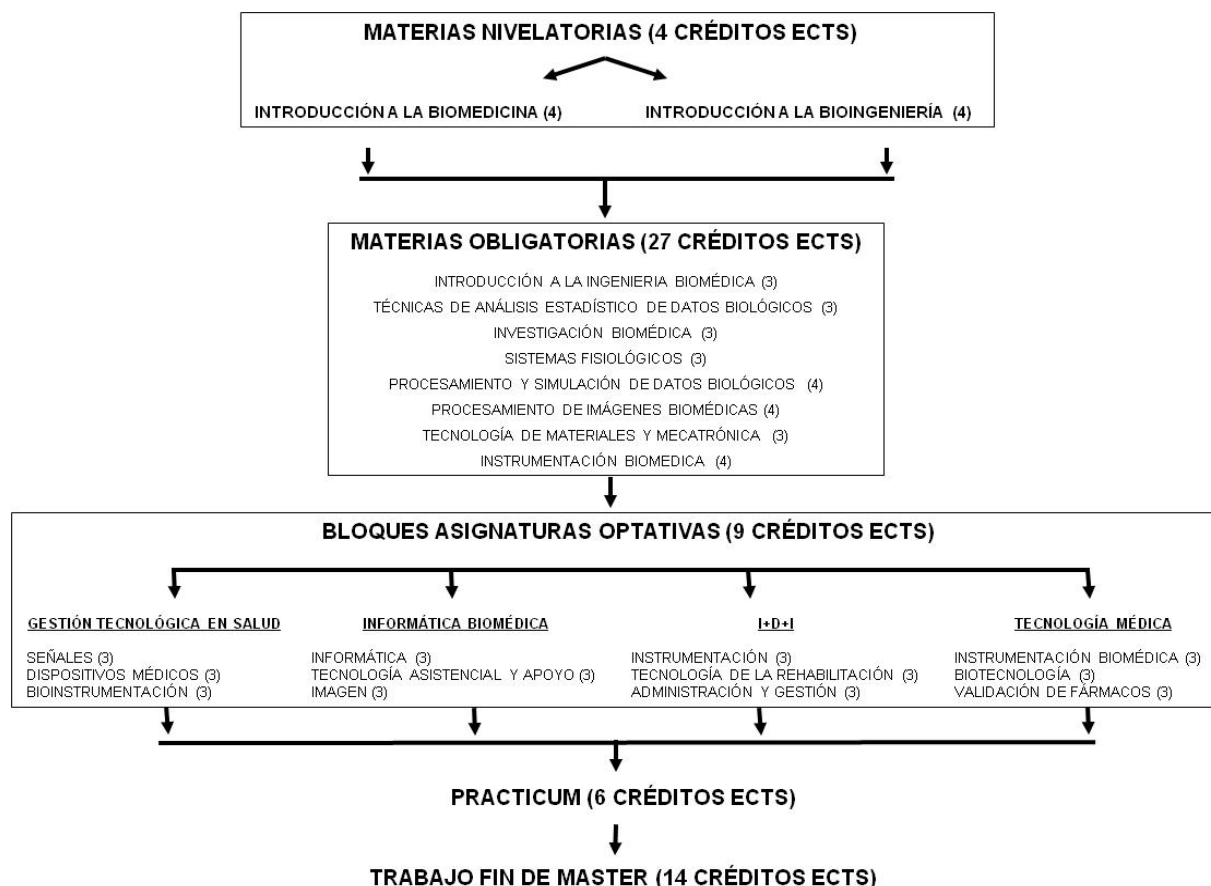 MATERIAS NIVELATORIAS (4 CRÉDITOS ECTS)
INTRODUCCIÓN A LA BIOMEDICINA (4)
INTRODUCCIÓN A LA BIOINGENIERÍA (4)
MATERIAS OBLIGATORIAS (27 CRÉDITOS ECTS)
INTRODUCCIÓN A LA INGENIERIA BIOMÉDICA (3)
TÉCNICAS DE ANÁLISIS ESTADÍSTICO DE DATOS BIOLÓGICOS (3)
INVESTIGACIÓN BIOMÉDICA (3)
SISTEMAS FISIOLÓGICOS (3)
PROCESAMIENTO Y SIMULACIÓN DE DATOS BIOLÓGICOS (4)
PROCESAMIENTO DE IMÁGENES BIOMÉDICAS (4)
TECNOLOGÍA DE MATERIALES Y MECATRÓNICA (3)
INSTRUMENTACIÓN BIOMEDICA (4)
BLOQUES ASIGNATURAS OPTATIVAS (9 CRÉDITOS ECTS)
GESTIÓN TECNOLÓGICA EN SALUD
SEÑALES (3)
DISPOSITIVOS MÉDICOS (3)
BIOINSTRUMENTACIÓN (3)
INFORMÁTICA BIOMÉDICA
INFORMÁTICA (3)
TECNOLOGÍA ASISTENCIAL Y APOYO (3)
IMAGEN (3)
I+D+I
INSTRUMENTACIÓN (3)
TECNOLOGÍA DE LA REHABILITACIÓN (3)
ADMINISTRACIÓN Y GESTIÓN (3)
TECNOLOGÍA MÉDICA
INSTRUMENTACIÓN BIOMÉDICA (3)
BIOTECNOLOGÍA (3)
VALIDACIÓN DE FÁRMACOS (3)
PRACTICUM (6 CRÉDITOS ECTS)
TRABAJO FIN DE MASTER (14 CRÉDITOS ECTS)